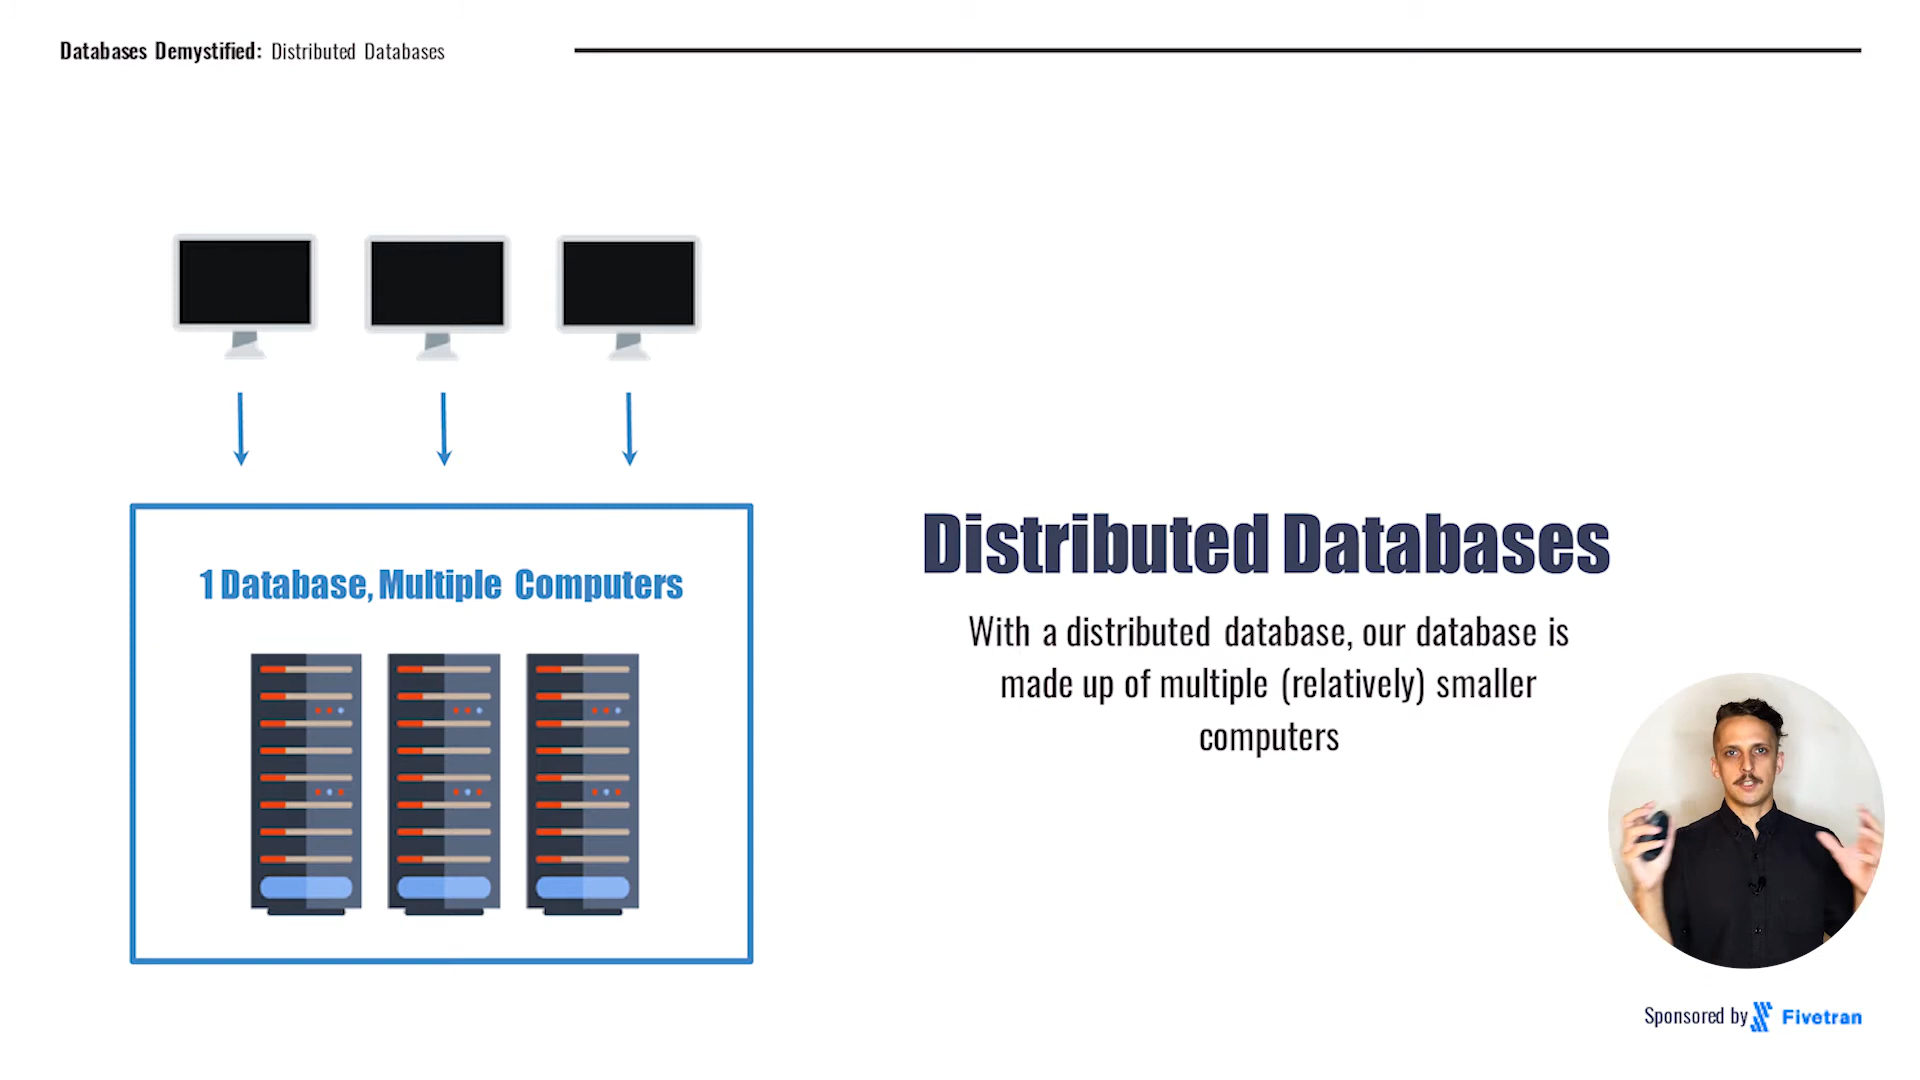 Databases Demystified: Distributed Databases
1 Database, Multiple Computers
Distributed Databases
With a distributed database, our database is
made up of multiple (relatively) smaller
computers
Sponsored by Fivetran